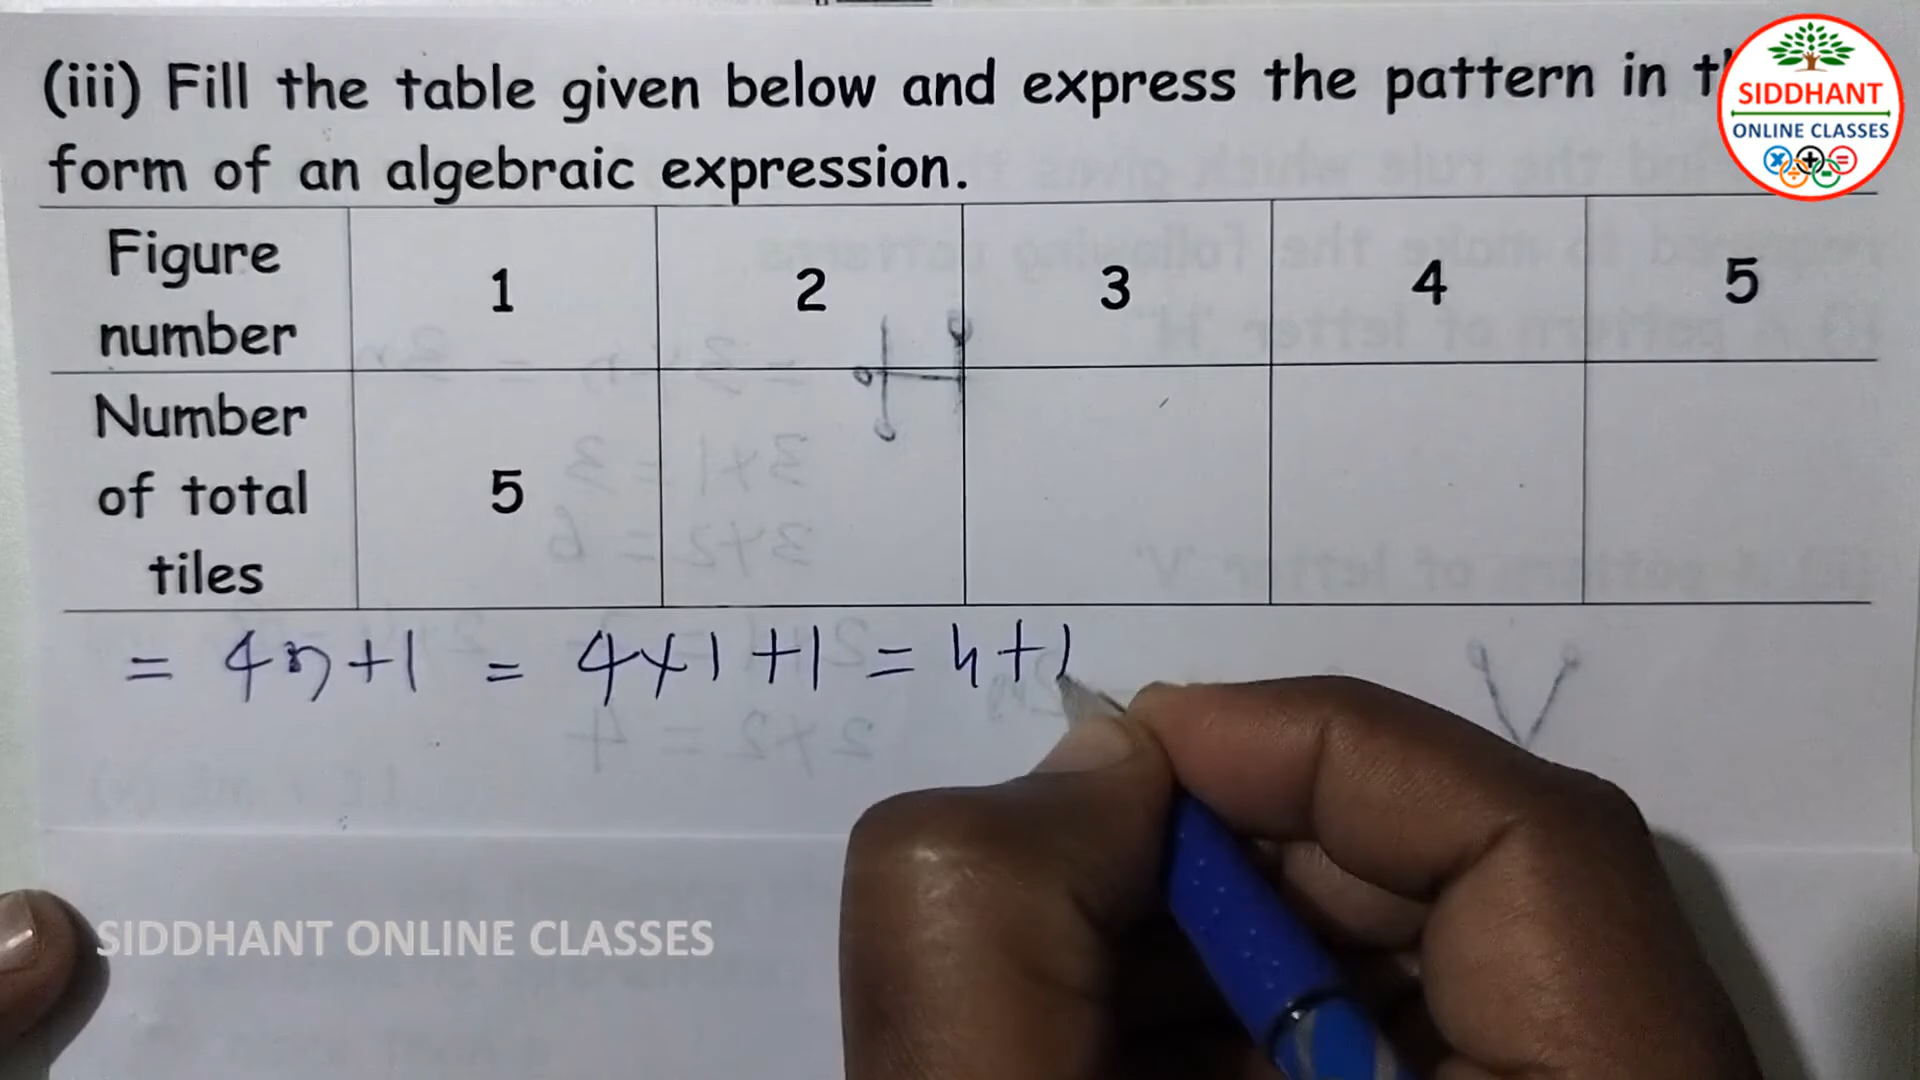 (iii) Fill the table given below and express the pattern in
form of an algebraic expression.
Figure number 1 2 3 4 5
Number of total tiles 5
= 4n+1 = 4×1+1 = 4+1
SIDDHANT
ONLINE CLASSES
SIDDHANT ONLINE CLASSES